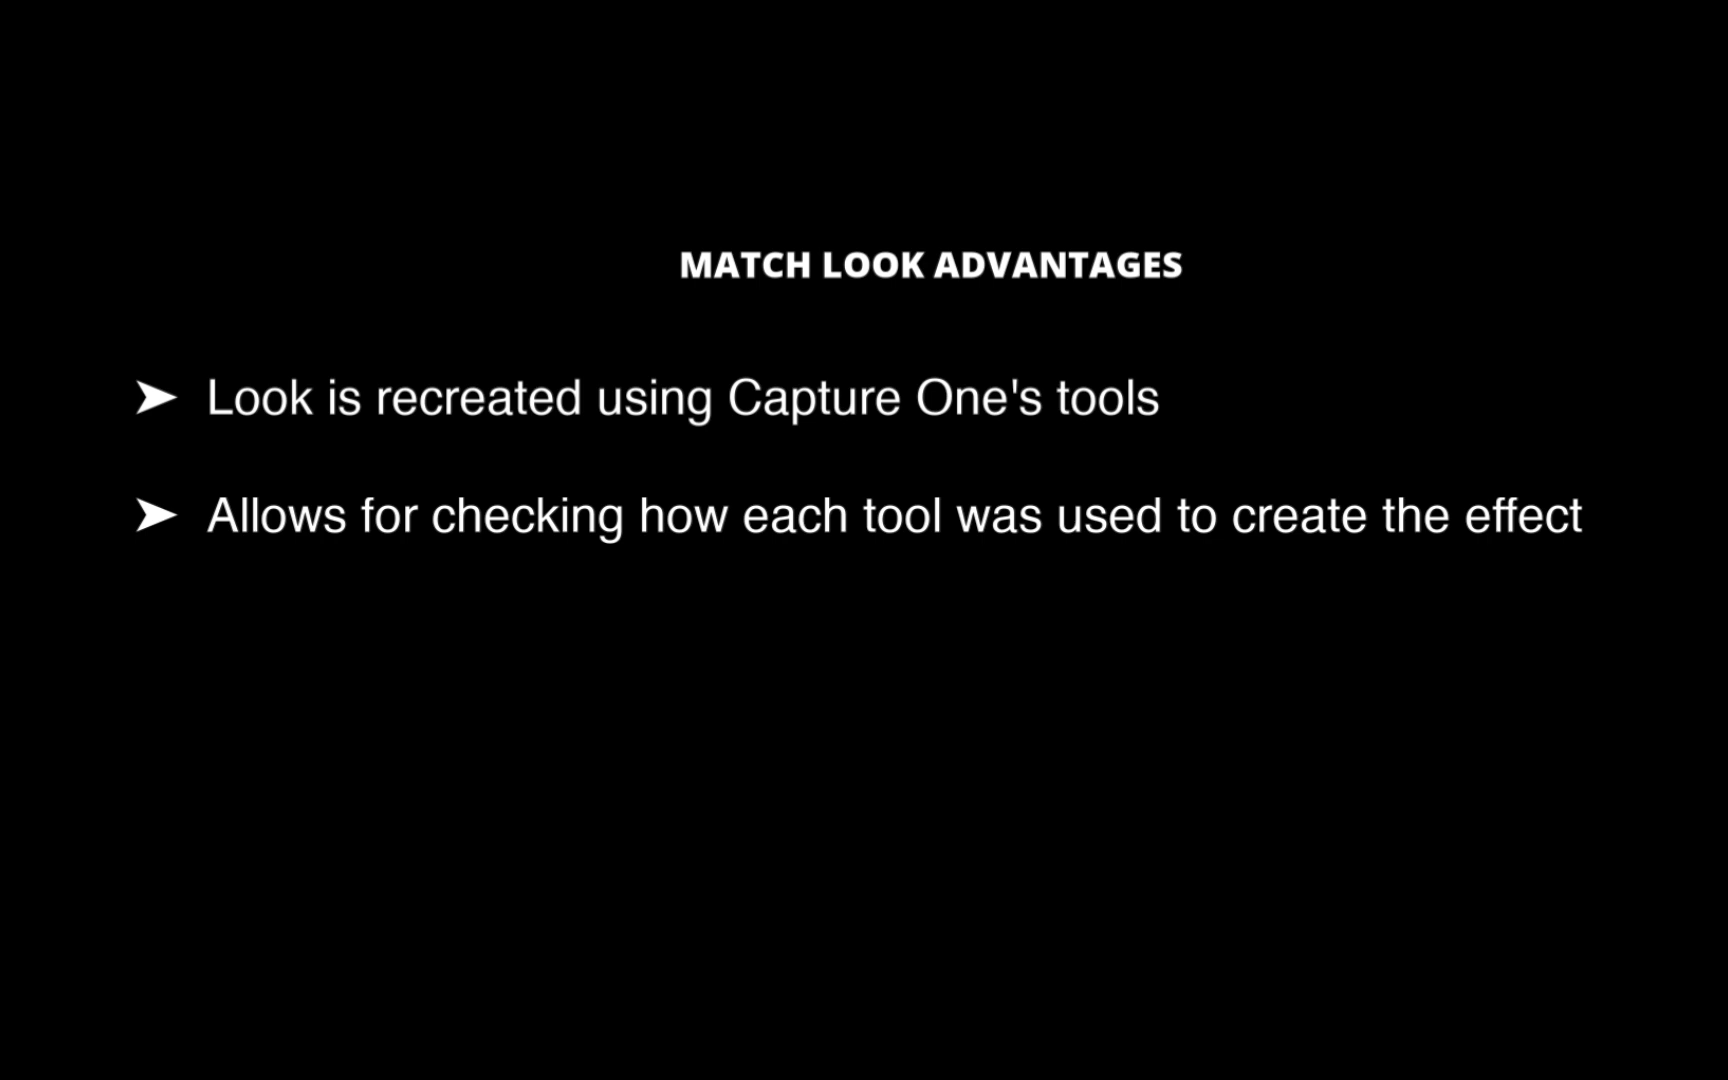 MATCH LOOK ADVANTAGES
➤ Look is recreated using Capture One's tools
➤ Allows for checking how each tool was used to create the effect